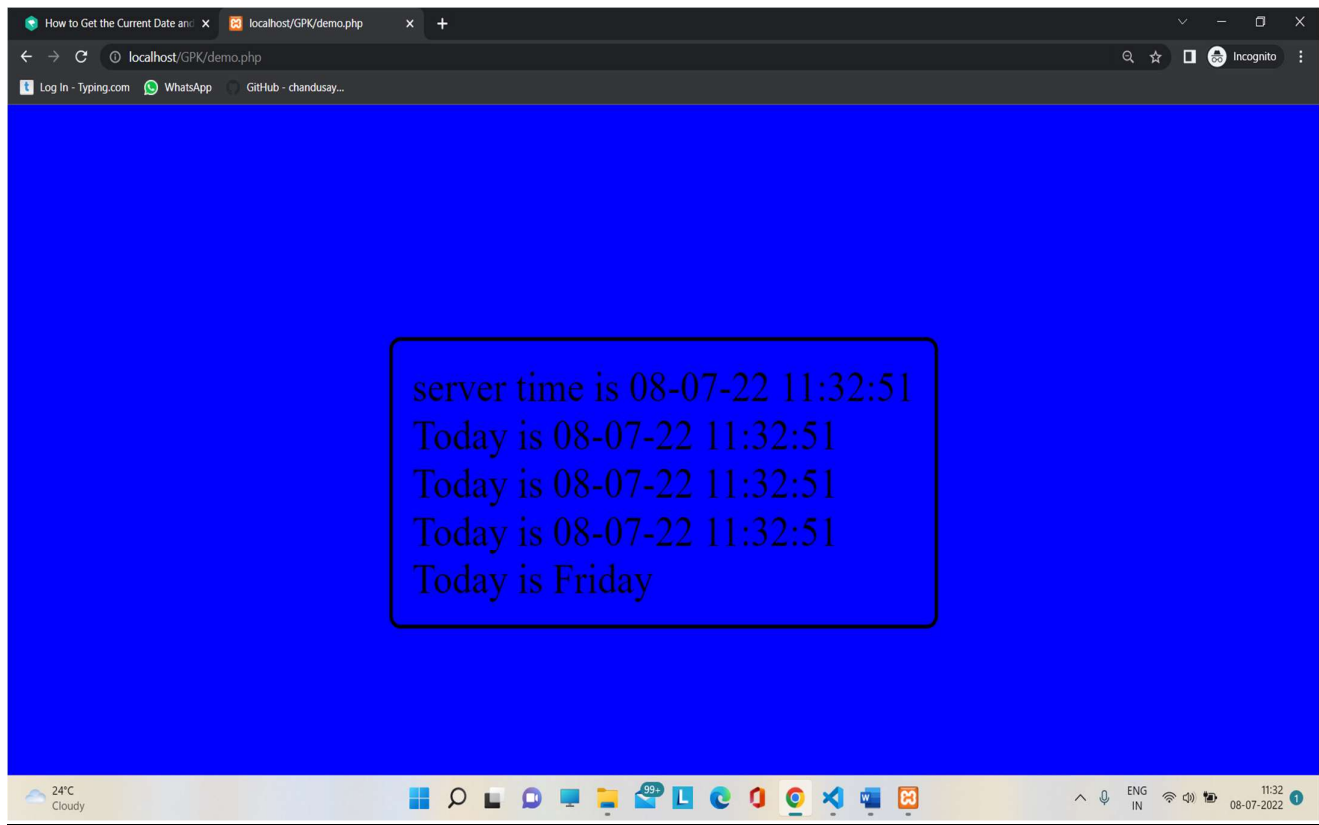 How to Get the Current Date and
localhost/GPK/demo.php
localhost/GPK/demo.php
Incognito
t Log In - Typing.com
WhatsApp
GitHub - chandusay...
server time is 08-07-22 11:32:51
Today is 08-07-22 11:32:51
Today is 08-07-22 11:32:51
Today is 08-07-22 11:32:51
Today is Friday
24°C
Cloudy
99+
L
W
ENG
IN
11:32
08-07-2022
1